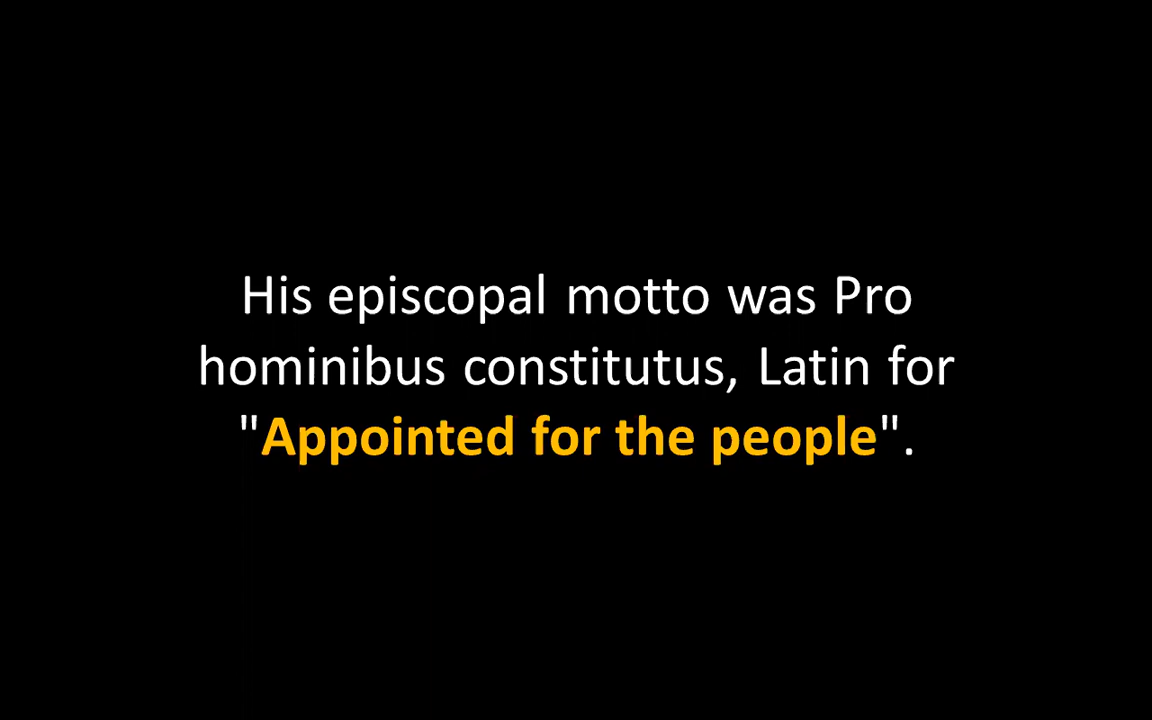 His episcopal motto was Pro
hominibus constitutus, Latin for
"Appointed for the people".